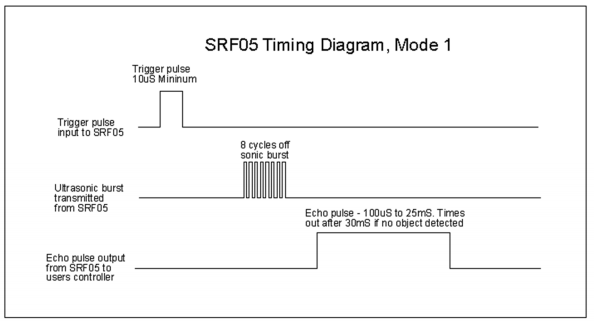 SRF05 Timing Diagram, Mode 1
Trigger pulse
10uS Mininum
Trigger pulse
input to SRF05
8 cycles off
sonic burst
Ultrasonic burst
transmitted
from SRF05
Echo pulse - 100uS to 25mS. Times
out after 30mS if no object detected
Echo pulse output
from SRF05 to
users controller